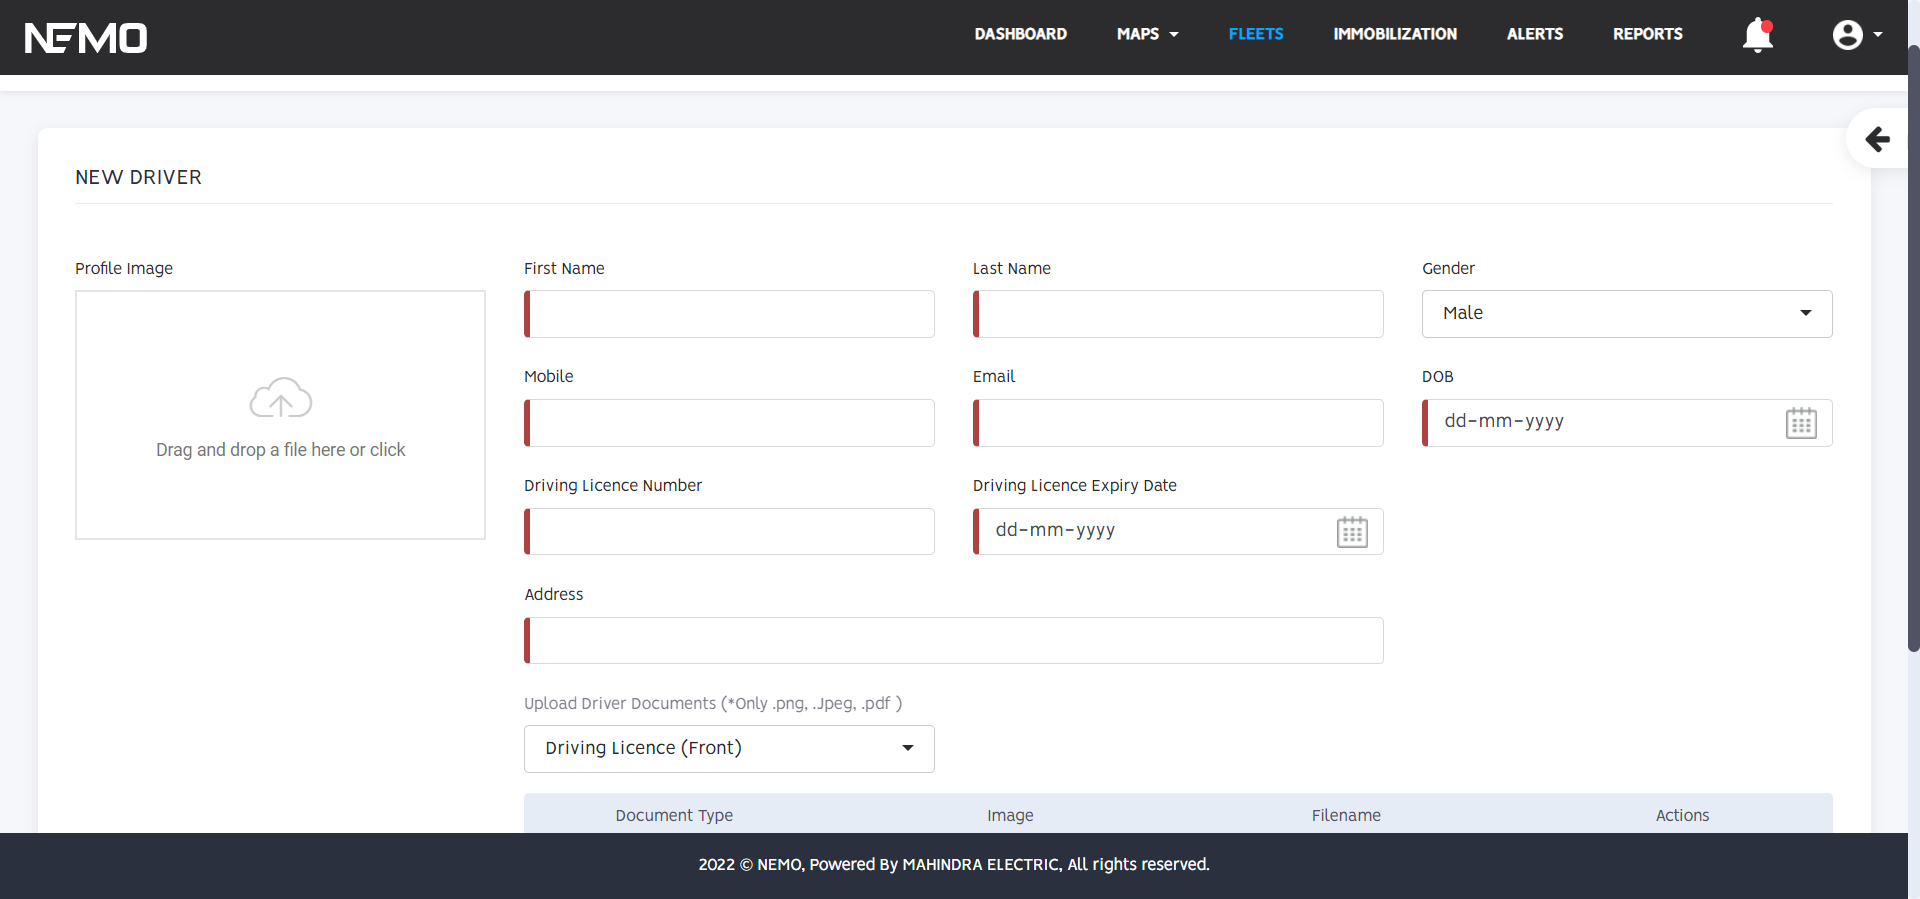 NEMO
DASHBOARD MAPS FLEETS IMMOBILIZATION ALERTS REPORTS
NEW DRIVER
Profile Image
Drag and drop a file here or click
First Name
Last Name
Gender
Male
Mobile
Email
DOB
dd-mm-yyyy
Driving Licence Number
Driving Licence Expiry Date
dd-mm-yyyy
Address
Upload Driver Documents (*Only .png, .Jpeg, .pdf )
Driving Licence (Front)
Document Type Image Filename Actions
2022 © NEMO, Powered By MAHINDRA ELECTRIC, All rights reserved.